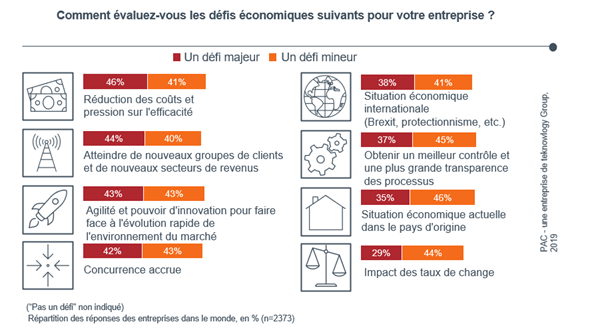 Comment évaluez-vous les défis économiques suivants pour votre entreprise ?
Un défi majeur
Un défi mineur
46%
41%
Réduction des coûts et
pression sur l'efficacité
44%
40%
Atteindre de nouveaux groupes de clients
et de nouveaux secteurs de revenus
43%
43%
Agilité et pouvoir d'innovation pour faire
face à l'évolution rapide de
l'environnement du marché
42%
43%
Concurrence accrue
38%
41%
Situation économique
internationale
(Brexit, protectionnisme, etc.)
37%
45%
Obtenir un meilleur contrôle et
une plus grande transparence
des processus
35%
46%
Situation économique actuelle
dans le pays d'origine
29%
44%
Impact des taux de change
PAC - une entreprise de teknowlogy Group,
2019
("Pas un défi" non indiqué)
Répartition des réponses des entreprises dans le monde, en % (n=2373)